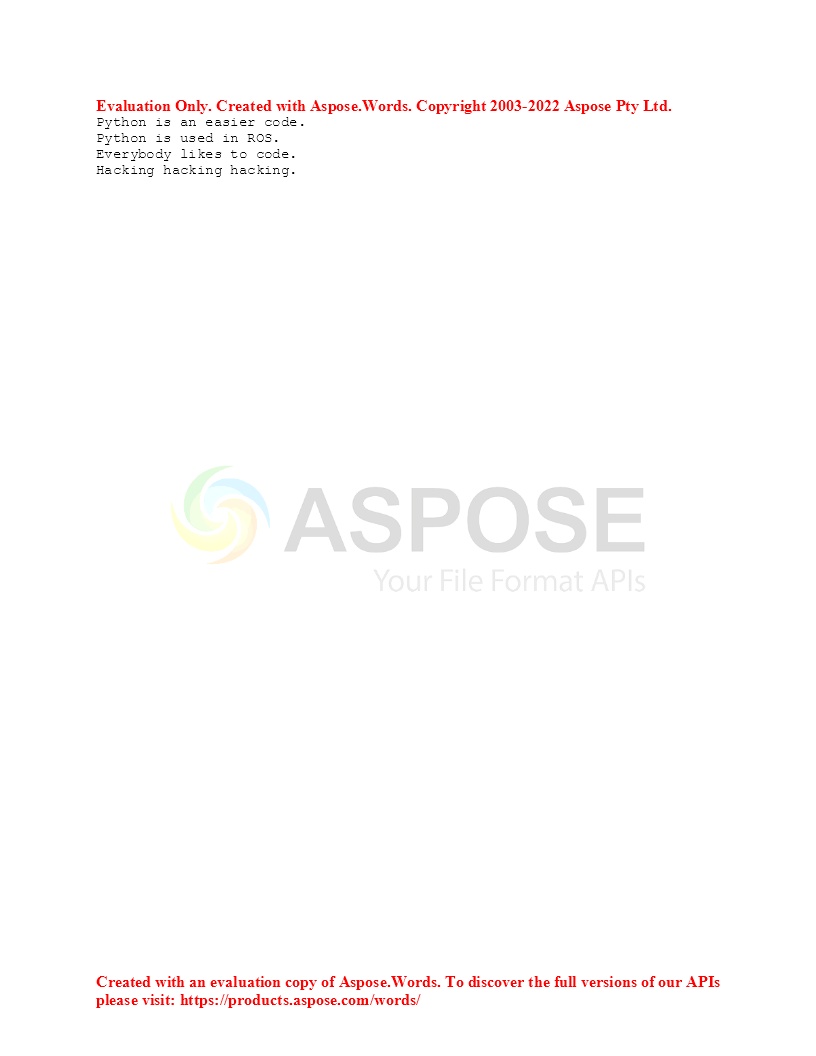 Evaluation Only. Created with Aspose.Words. Copyright 2003-2022 Aspose Pty Ltd.
Python is an easier code.
Python is used in ROS.
Everybody likes to code.
Hacking hacking hacking.
ASPOSE
Your File Format APIs
Created with an evaluation copy of Aspose.Words. To discover the full versions of our APIs
please visit: https://products.aspose.com/words/